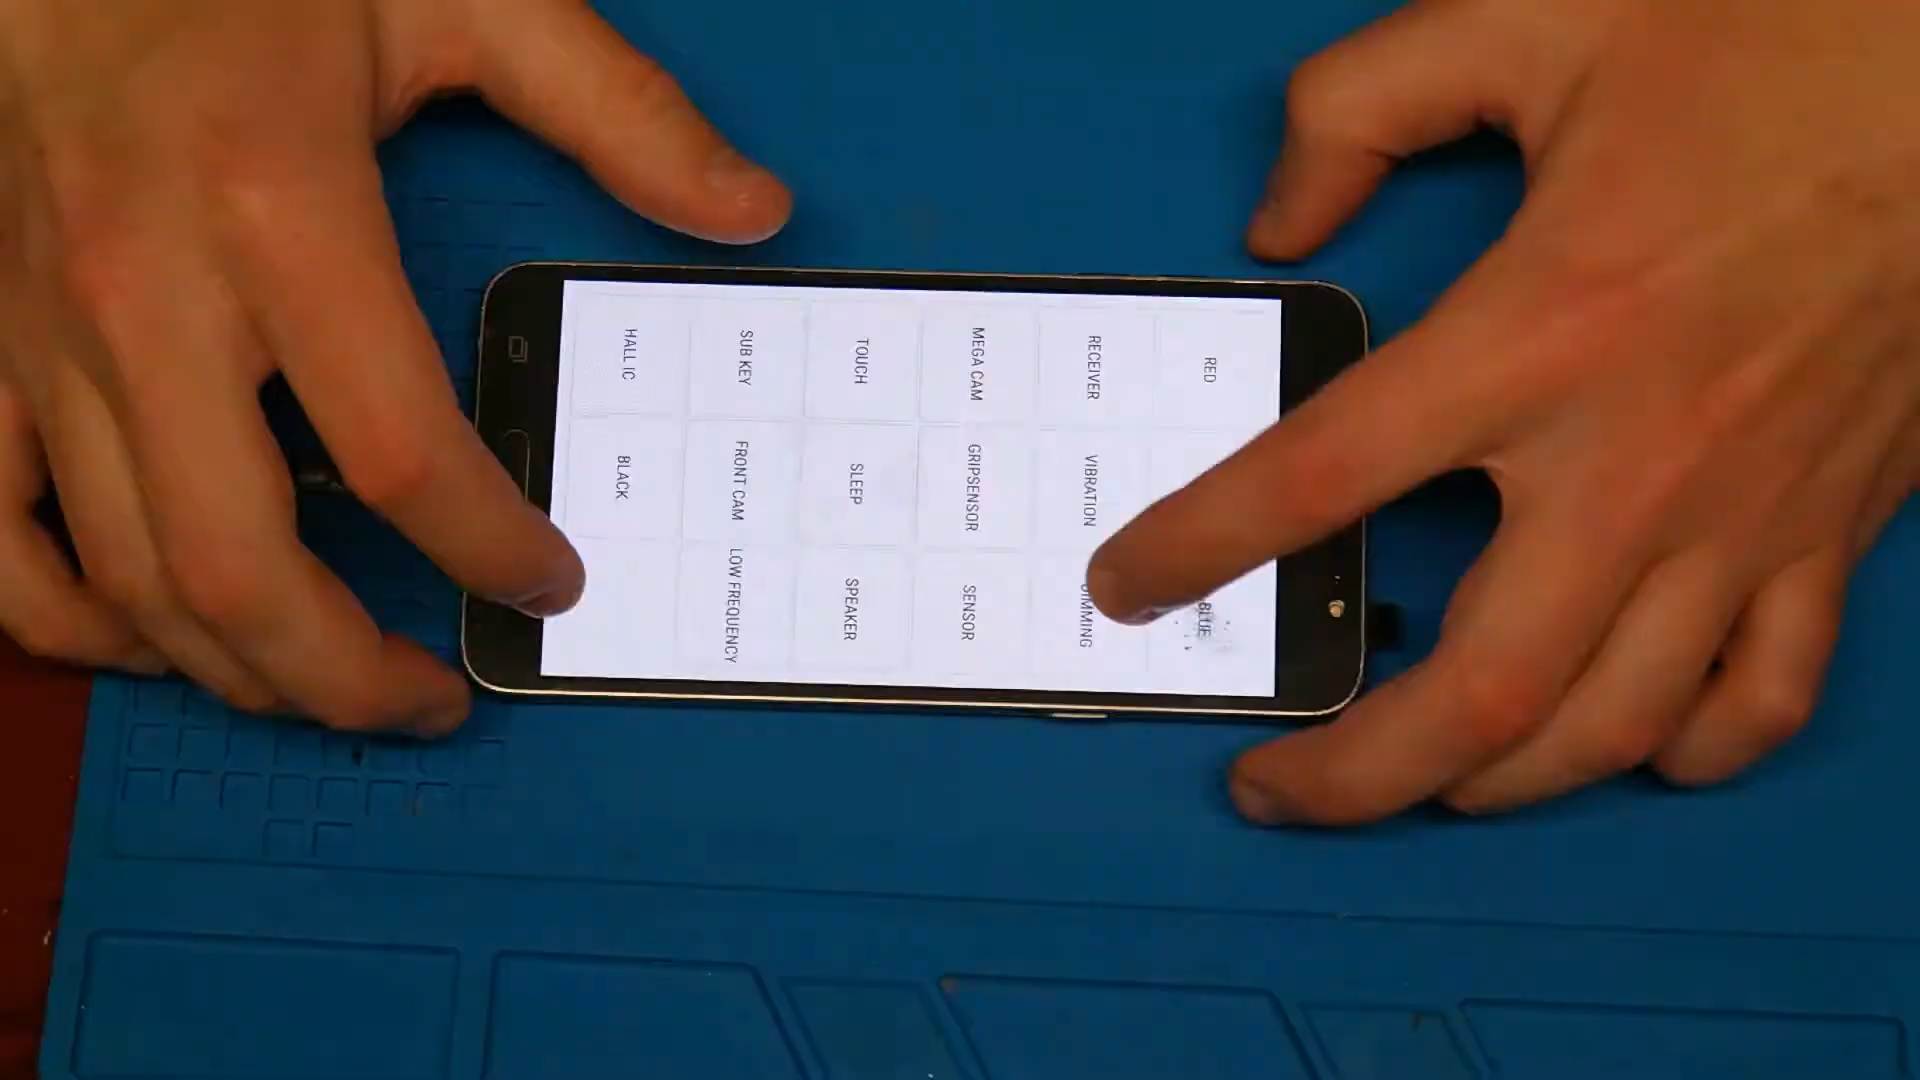 RED
BLUE
RECEIVER
VIBRATION
DIMMING
MEGA CAM
GRIPSENSOR
SENSOR
TOUCH
SLEEP
SPEAKER
SUB KEY
FRONT CAM
LOW FREQUENCY
HALL IC
BLACK